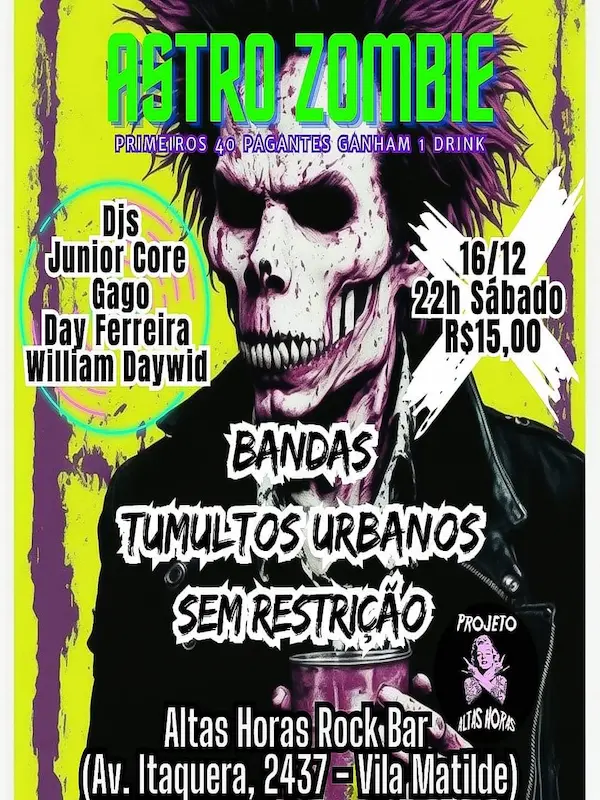 ASTRO ZOMBIE
PRIMEIROS 40 PAGANTES GANHAM 1 DRINK
Djs
Junior Core
Gago
Day Ferreira
William Daywid
16/12
22h Sábado
R$15,00
BANDAS
TUMULTOS URBANOS
SEM RESTRIÇÃO
PROJETO
ALTAS HORAS
Altas Horas Rock Bar
(Av. Itaquera, 2437 - Vila Matilde)